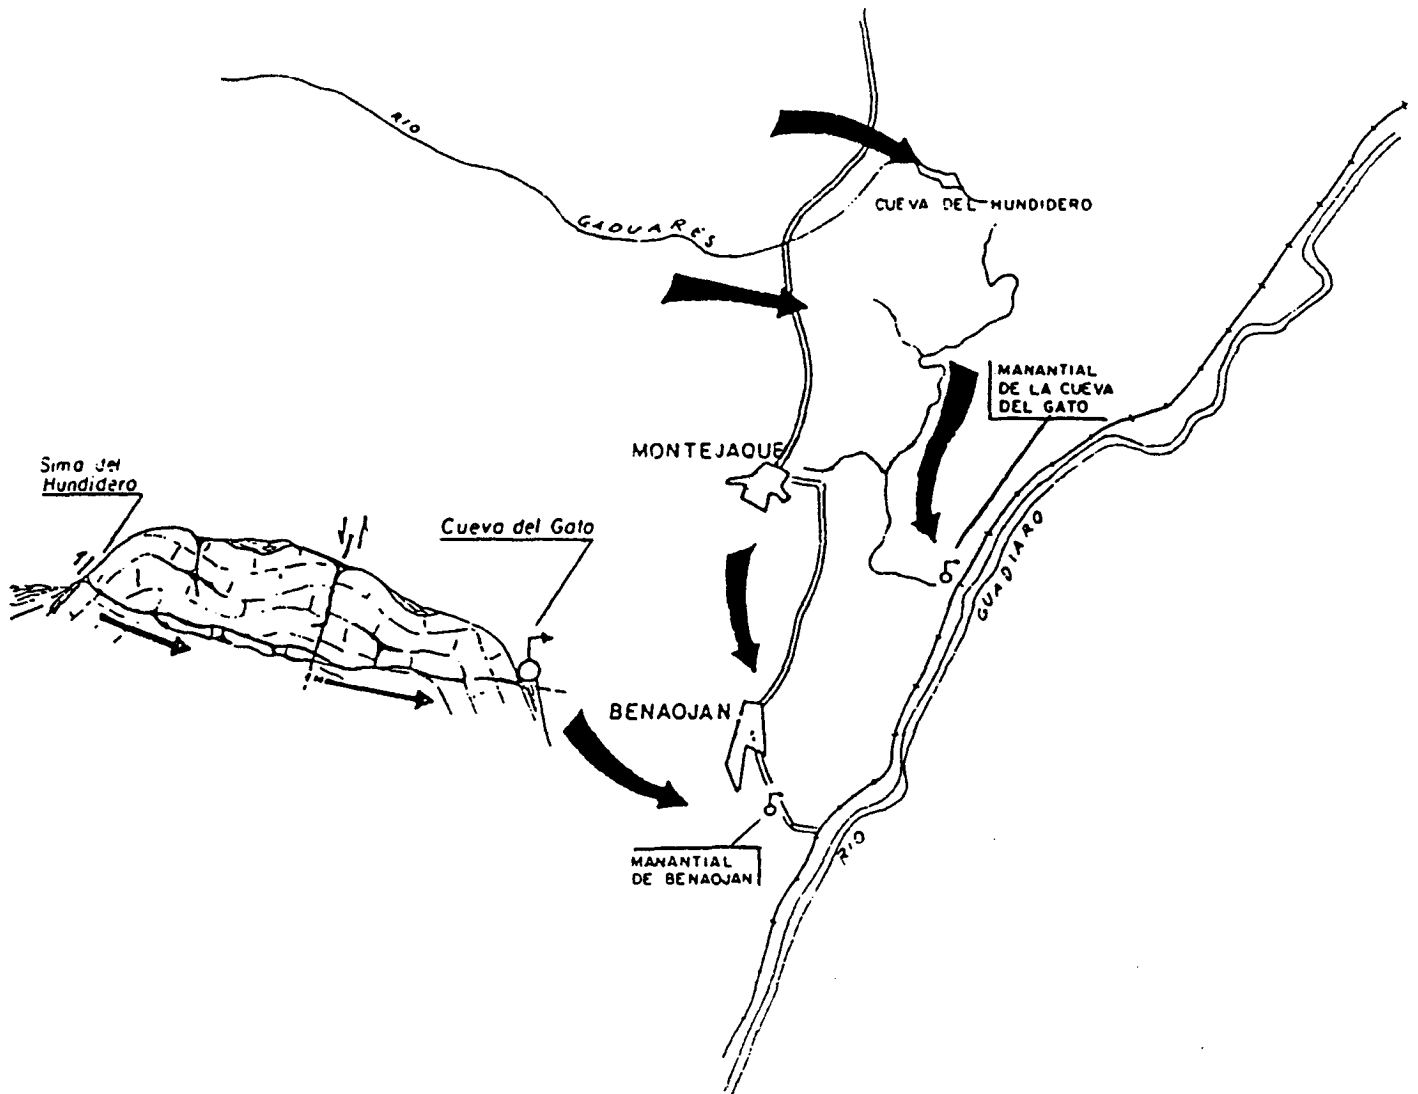 RIO
GADUARES
CUEVA DEL HUNDIDERO
MANANTIAL
DE LA CUEVA
DEL GATO
MONTEJAQUE
Sima del
Hundidero
Cueva del Gato
GUADIARO
BENAOJAN
RIO
MANANTIAL
DE BENAOJAN